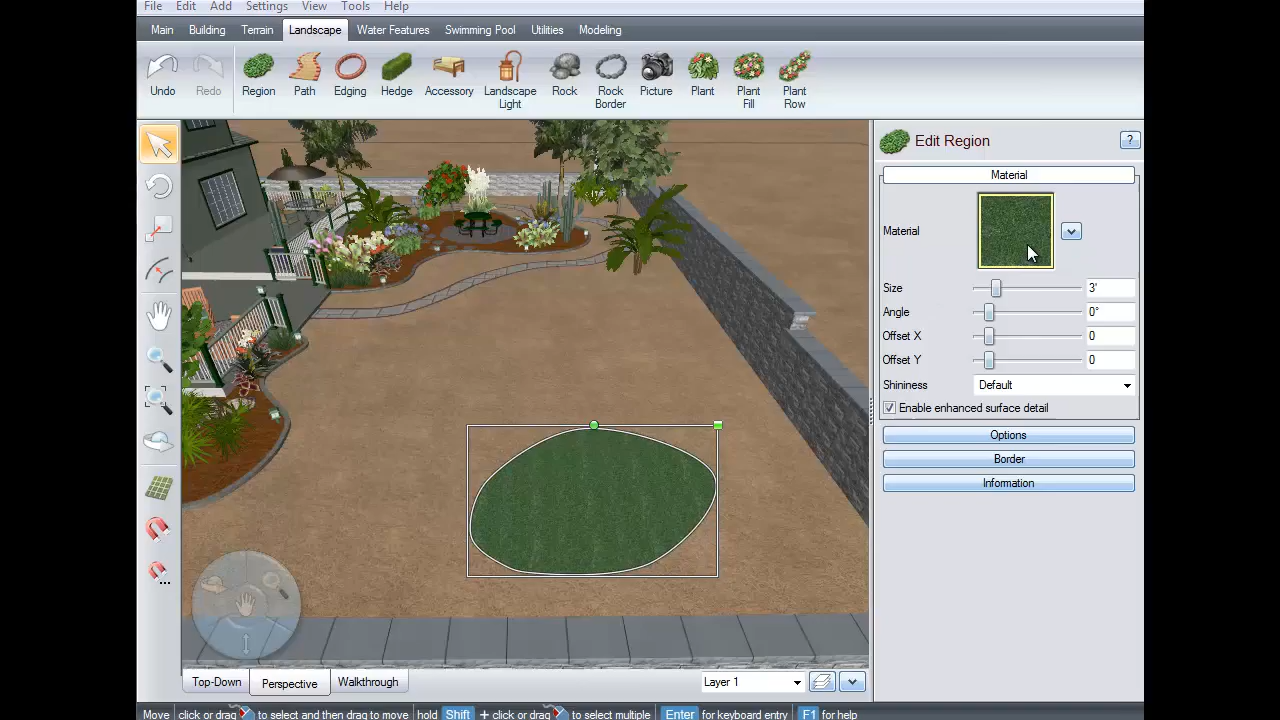 File Edit Add Settings View Tools Help
Main Building Terrain Landscape Water Features Swimming Pool Utilities Modeling
Undo Redo Region Path Edging Hedge Accessory Landscape Light Rock Rock Border Picture Plant Plant Fill Plant Row
Edit Region ?
Material
Material
Size 3'
Angle 0°
Offset X 0
Offset Y 0
Shininess Default
Enable enhanced surface detail
Options
Border
Information
Top-Down Perspective Walkthrough Layer 1
Move click or drag to select and then drag to move hold Shift + click or drag to select multiple Enter for keyboard entry F1 for help